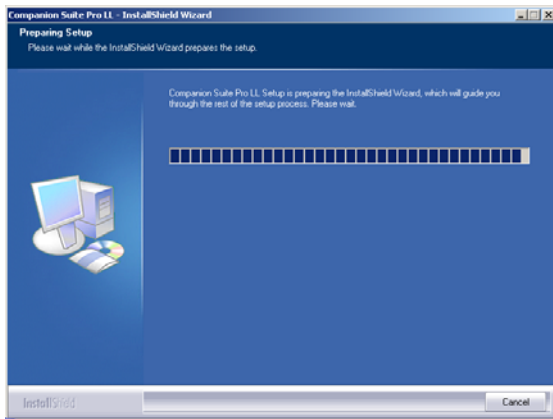 Companion Suite Pro LL - InstallShield Wizard
Preparing Setup
Please wait while the InstallShield Wizard prepares the setup.
Companion Suite Pro LL Setup is preparing the InstallShield Wizard, which will guide you
through the rest of the setup process. Please wait.
InstallShield
Cancel